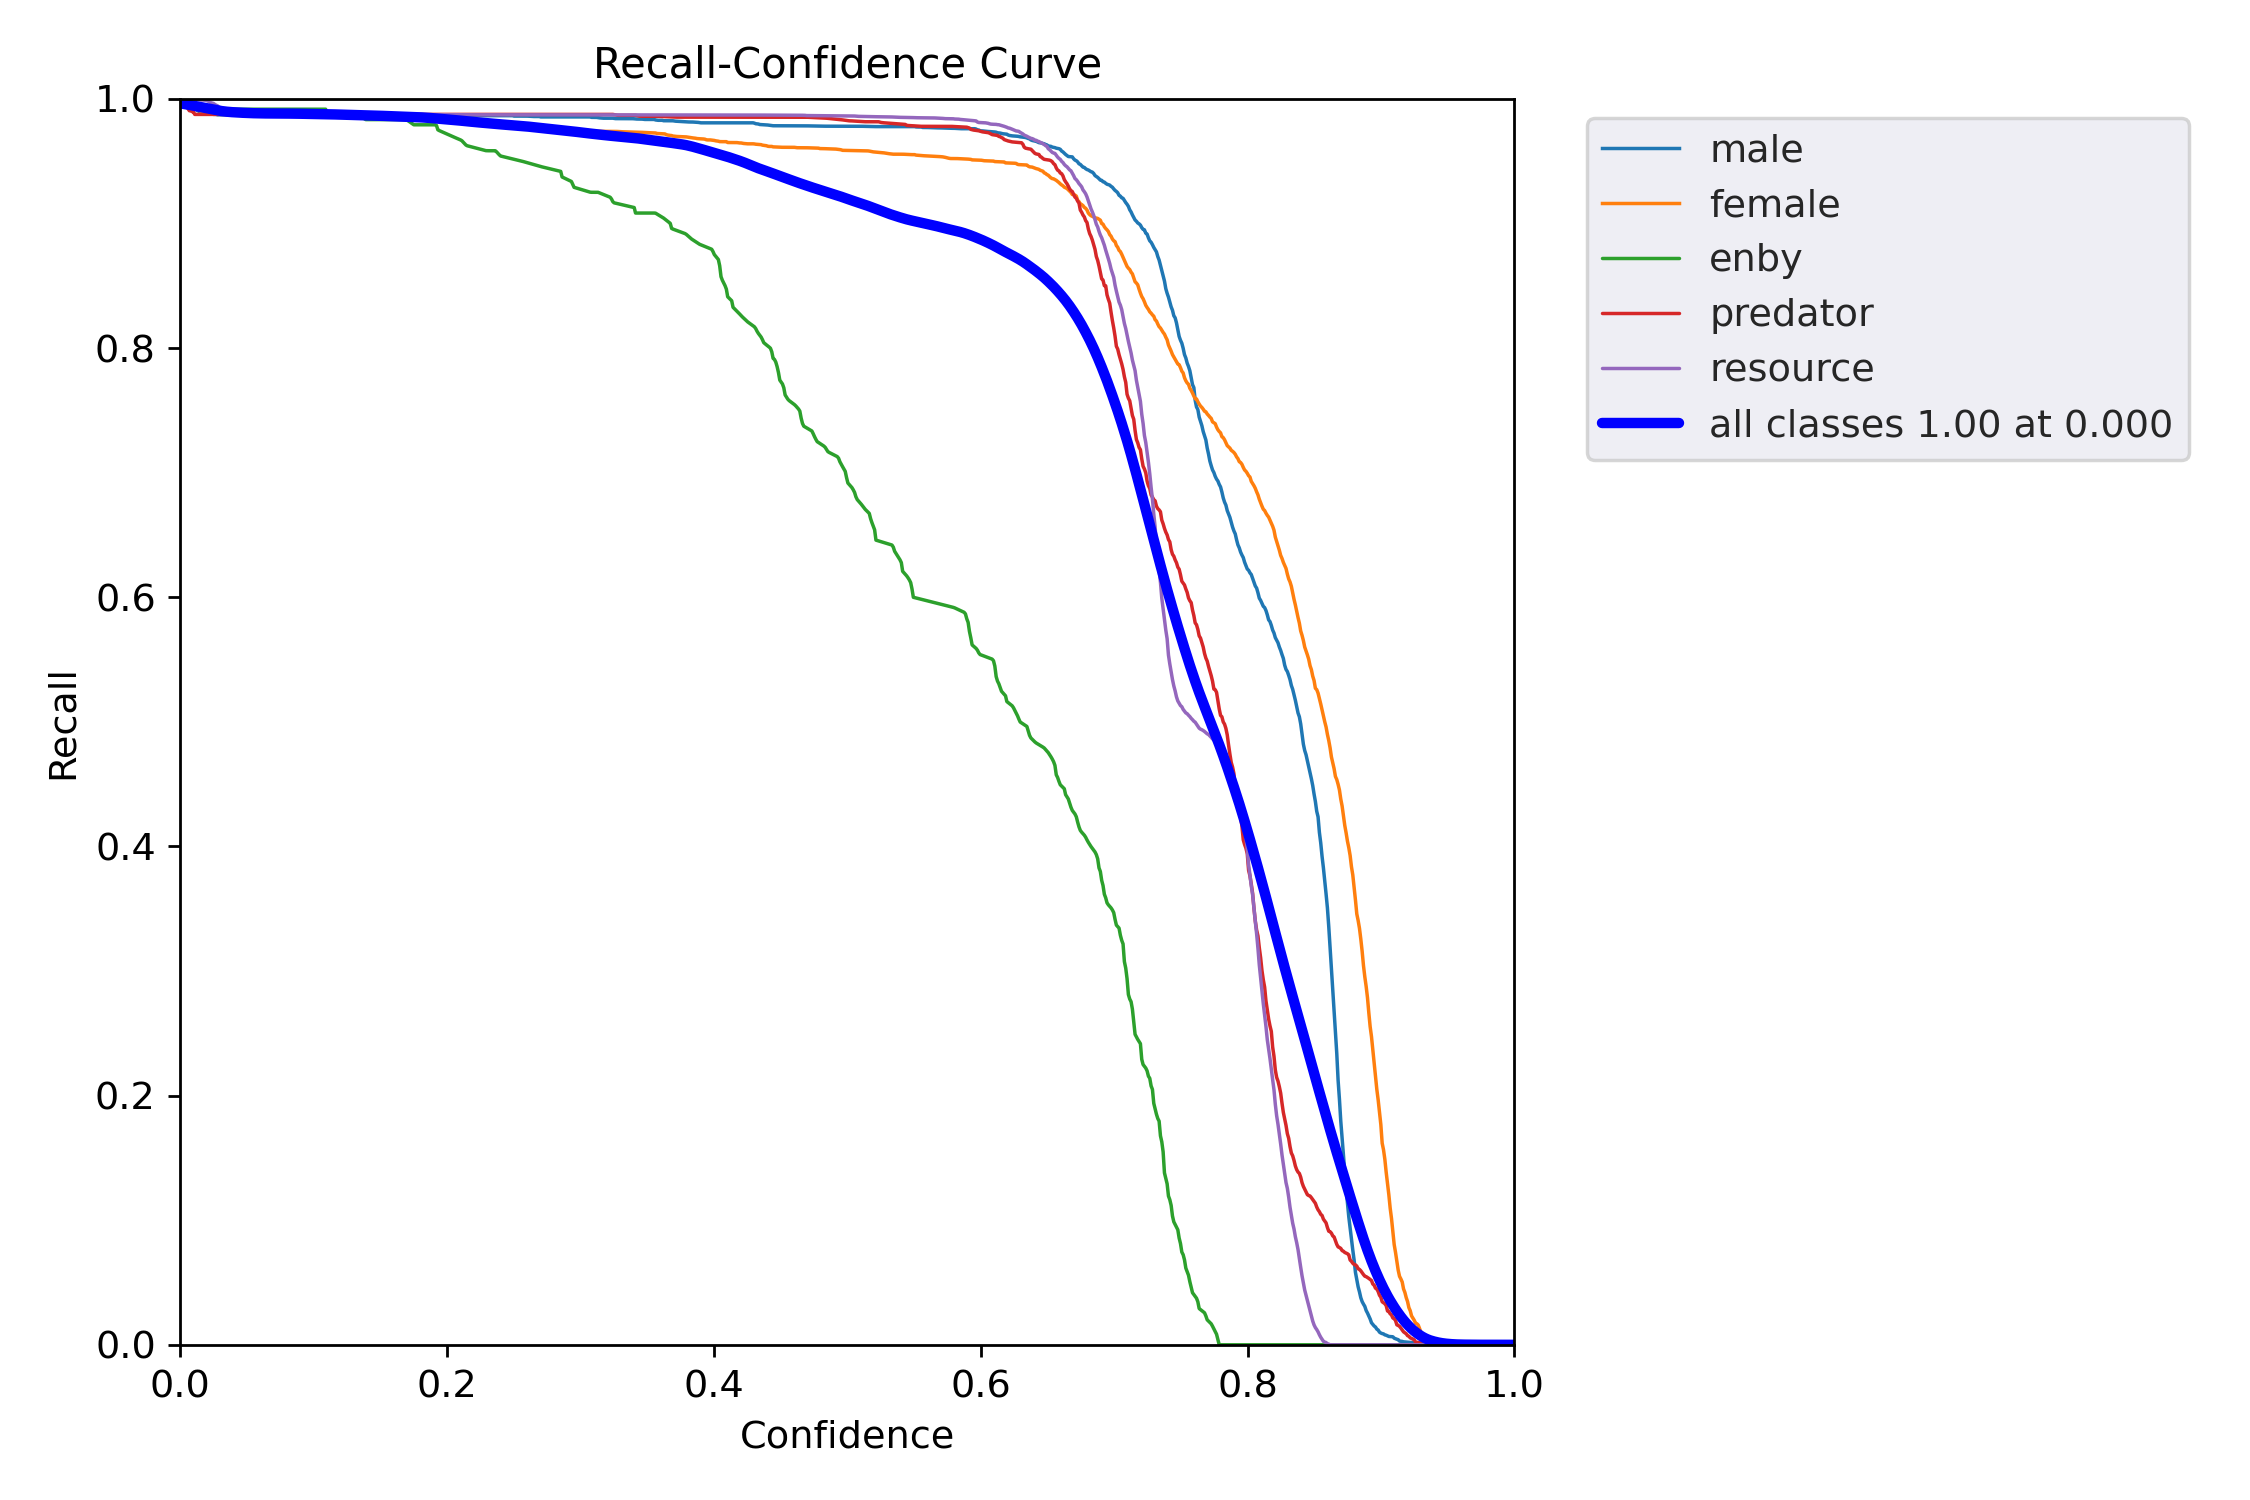 Recall-Confidence Curve
1.0
0.8
0.6
0.4
0.2
0.0
Recall
0.0 0.2 0.4 0.6 0.8 1.0
Confidence
male
female
enby
predator
resource
all classes 1.00 at 0.000